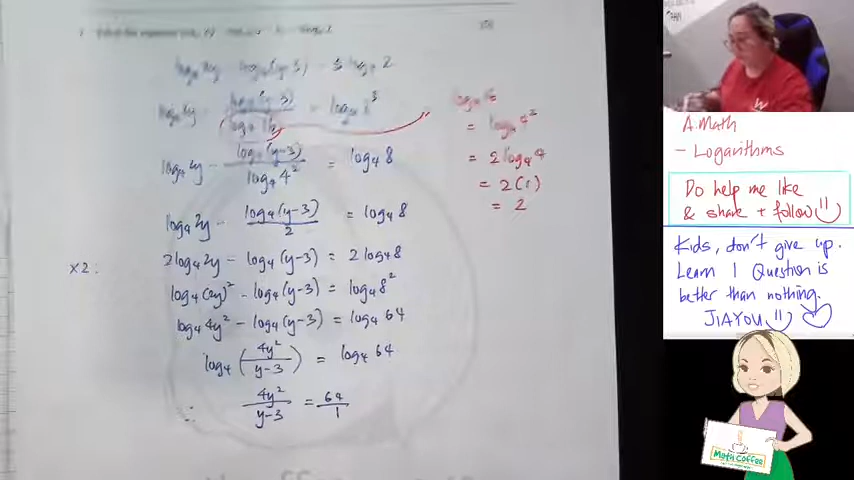 log₄ 2y - log₁₆(y-3) = 3 log₄ 2
log₄ 2y - log₄(y-3) / log₄ 16 = log₄ 2³
log₄ 2y - log₄(y-3) / log₄ 4² = log₄ 8
log₄ 2y - log₄(y-3) / 2 = log₄ 8
x2: 2log₄ 2y - log₄(y-3) = 2 log₄ 8
log₄ (2y)² - log₄(y-3) = log₄ 8²
log₄ 4y² - log₄(y-3) = log₄ 64
log₄ (4y² / y-3) = log₄ 64
∴ 4y² / y-3 = 64 / 1
log₄ 16
= log₄ 4²
= 2 log₄ 4
= 2(1)
= 2
A.Math
- Logarithms
Do help me like
& share + follow
Kids, don't give up.
Learn 1 Question is
better than nothing.
JIAYOU
Math Coffee